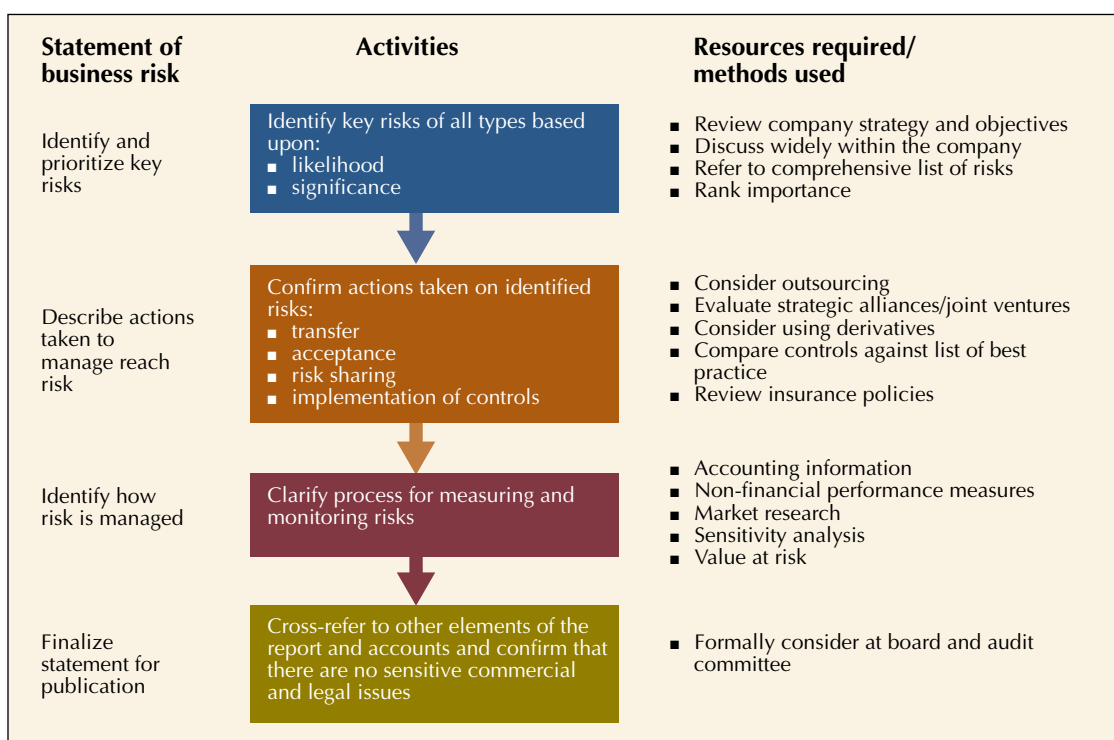 Statement of
business risk
Activities
Resources required/
methods used
Identify and
prioritize key
risks
Identify key risks of all types based
upon:
■ likelihood
■ significance
■ Review company strategy and objectives
■ Discuss widely within the company
■ Refer to comprehensive list of risks
■ Rank importance
Describe actions
taken to
manage reach
risk
Confirm actions taken on identified
risks:
■ transfer
■ acceptance
■ risk sharing
■ implementation of controls
■ Consider outsourcing
■ Evaluate strategic alliances/joint ventures
■ Consider using derivatives
■ Compare controls against list of best
practice
■ Review insurance policies
Identify how
risk is managed
Clarify process for measuring and
monitoring risks
■ Accounting information
■ Non-financial performance measures
■ Market research
■ Sensitivity analysis
■ Value at risk
Finalize
statement for
publication
Cross-refer to other elements of the
report and accounts and confirm that
there are no sensitive commercial
and legal issues
■ Formally consider at board and audit
committee